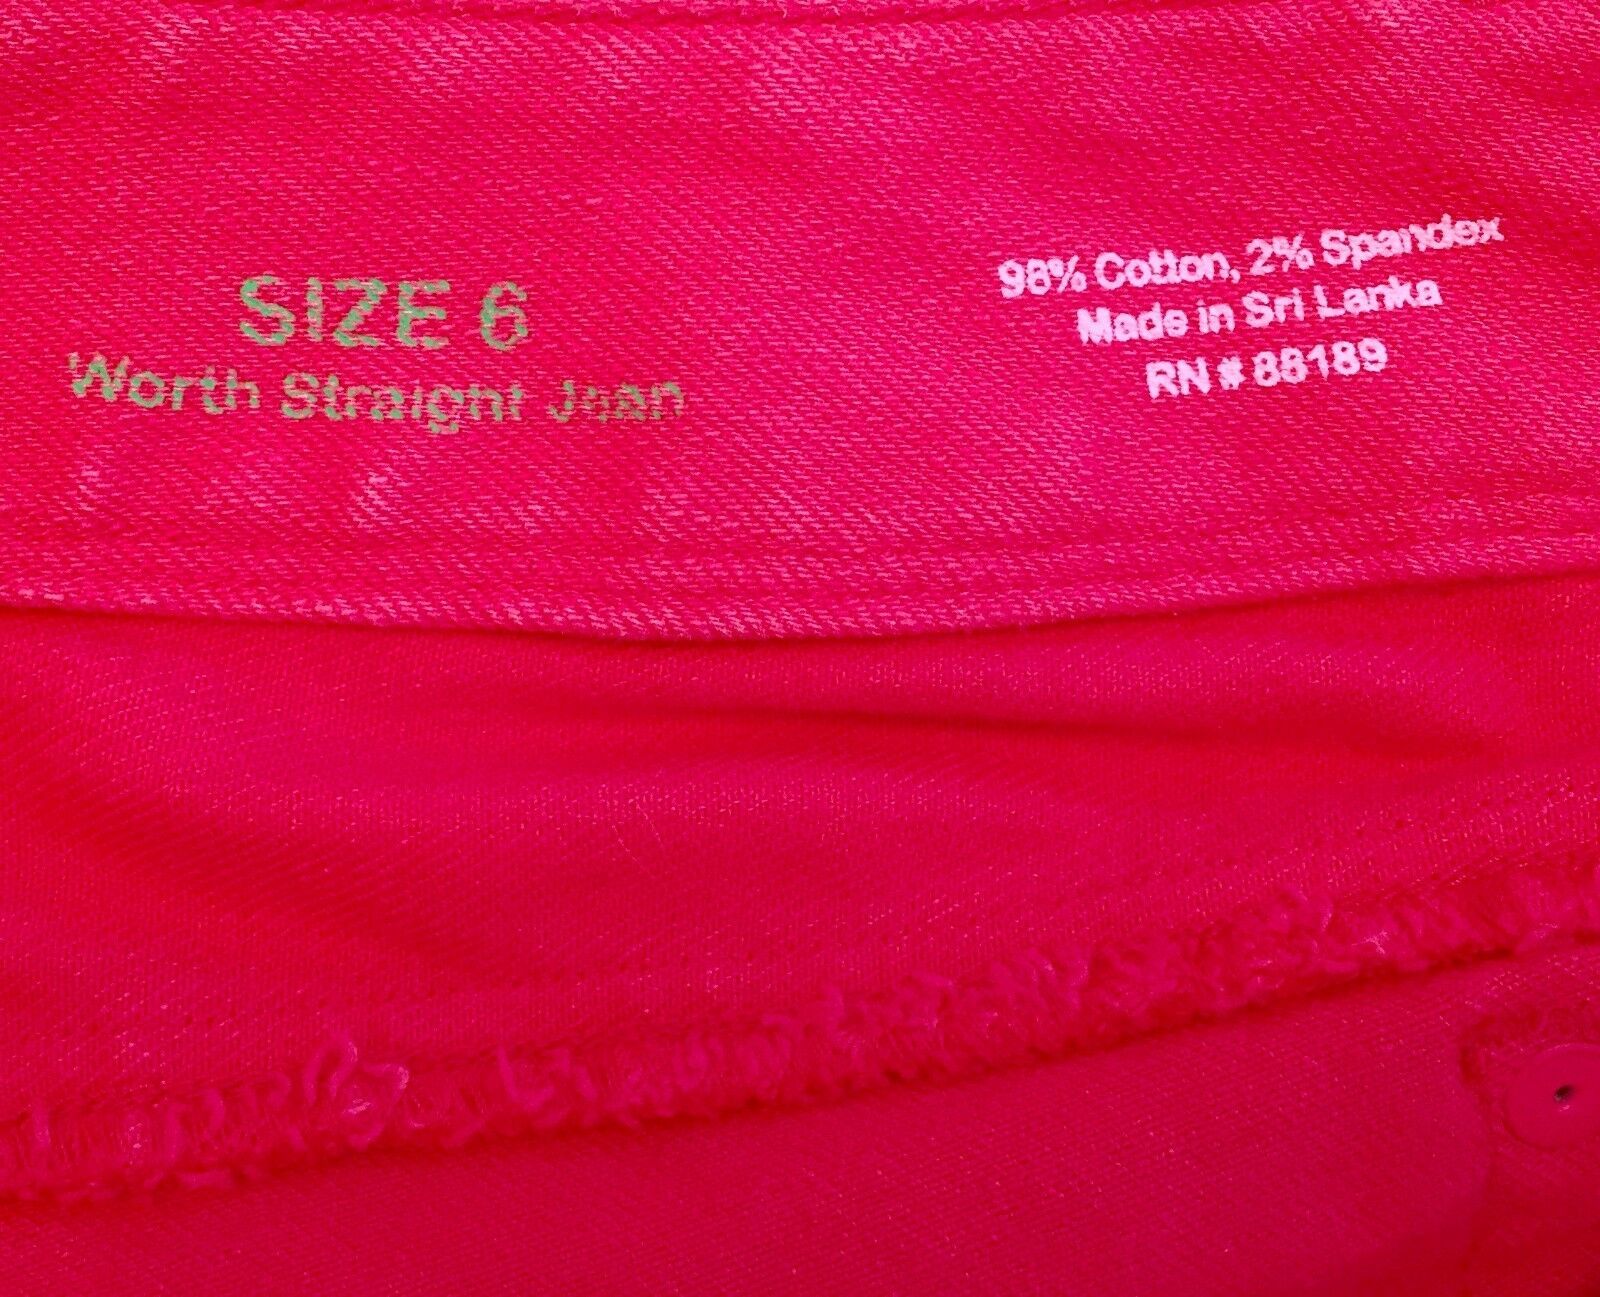 SIZE 6
Worth Straight Jean
98% Cotton, 2% Spandex
Made in Sri Lanka
RN # 88189